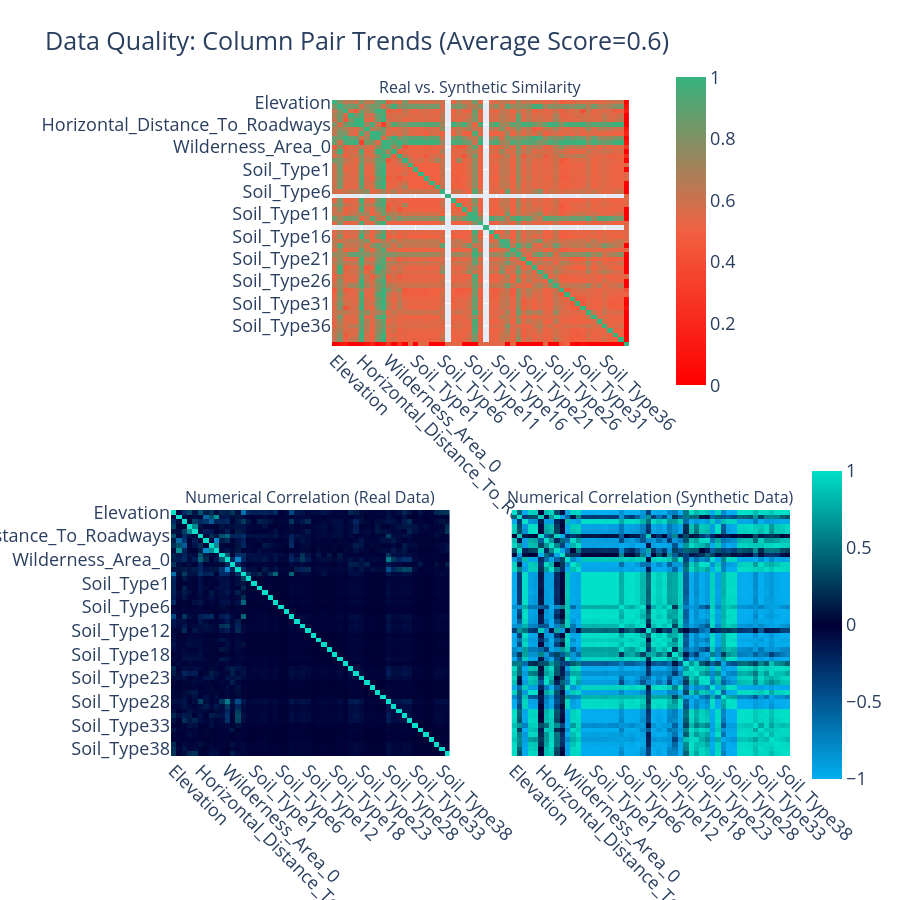 Data Quality: Column Pair Trends (Average Score=0.6)
Real vs. Synthetic Similarity
Elevation
Horizontal_Distance_To_Roadways
Wilderness_Area_0
Soil_Type1
Soil_Type6
Soil_Type11
Soil_Type16
Soil_Type21
Soil_Type26
Soil_Type31
Soil_Type36
Elevation
Horizontal_Distance_To_R
Wilderness_Area_0
Soil_Type1
Soil_Type6
Soil_Type11
Soil_Type16
Soil_Type21
Soil_Type26
Soil_Type31
Soil_Type36
1
0.8
0.6
0.4
0.2
0
Numerical Correlation (Real Data)
Elevation
stance_To_Roadways
Wilderness_Area_0
Soil_Type1
Soil_Type6
Soil_Type12
Soil_Type18
Soil_Type23
Soil_Type28
Soil_Type33
Soil_Type38
Elevation
Horizontal_Distance_To
Wilderness_Area_0
Soil_Type1
Soil_Type6
Soil_Type12
Soil_Type18
Soil_Type23
Soil_Type28
Soil_Type33
Soil_Type38
Numerical Correlation (Synthetic Data)
Elevation
Horizontal_Distance_To
Wilderness_Area_0
Soil_Type1
Soil_Type6
Soil_Type12
Soil_Type18
Soil_Type23
Soil_Type28
Soil_Type33
Soil_Type38
1
0.5
0
−0.5
−1